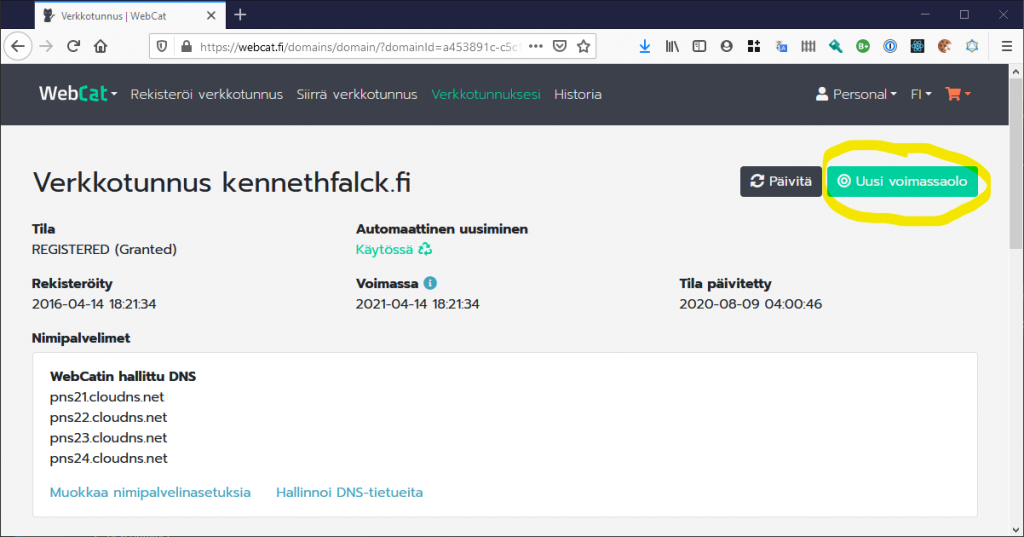 Verkkotunnus | WebCat
https://webcat.fi/domains/domain/?domainId=a453891c-c5c
WebCat Rekisteröi verkkotunnus Siirrä verkkotunnus Verkkotunnuksesi Historia Personal FI
Verkkotunnus kennethfalck.fi
Päivitä Uusi voimassaolo
Tila Automaattinen uusiminen
REGISTERED (Granted) Käytössä
Rekisteröity Voimassa Tila päivitetty
2016-04-14 18:21:34 2021-04-14 18:21:34 2020-08-09 04:00:46
Nimipalvelimet
WebCatin hallittu DNS
pns21.cloudns.net
pns22.cloudns.net
pns23.cloudns.net
pns24.cloudns.net
Muokkaa nimipalvelinasetuksia Hallinnoi DNS-tietueita